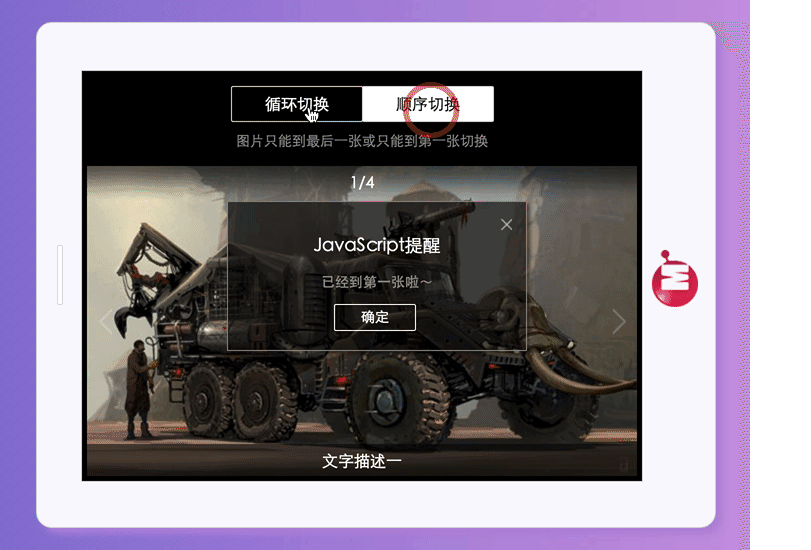 循环切换
顺序切换
图片只能到最后一张或只能到第一张切换
1/4
JavaScript提醒
已经到第一张啦～
确定
文字描述一